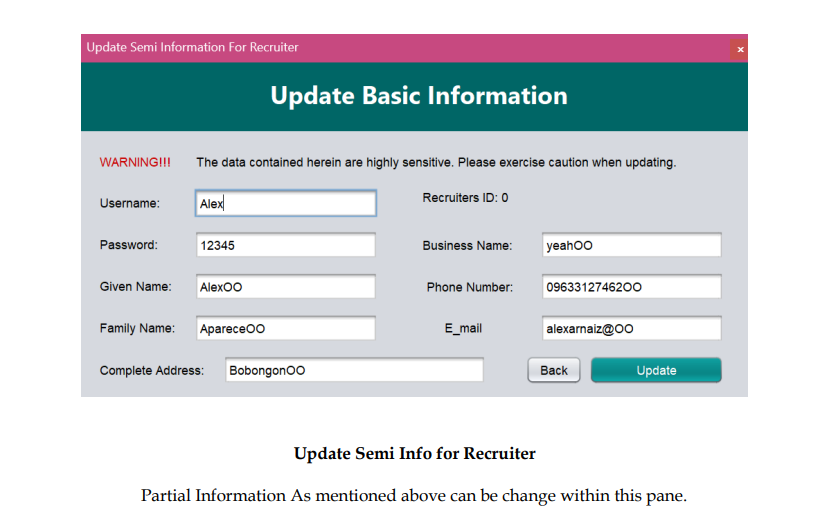 Update Semi Information For Recruiter
x
Update Basic Information
WARNING!!! The data contained herein are highly sensitive. Please exercise caution when updating.
Username: Alex Recruiters ID: 0
Password: 12345 Business Name: yeahOO
Given Name: AlexOO Phone Number: 09633127462OO
Family Name: ApareceOO E_mail alexarnaiz@OO
Complete Address: BobongonOO Back Update
Update Semi Info for Recruiter
Partial Information As mentioned above can be change within this pane.